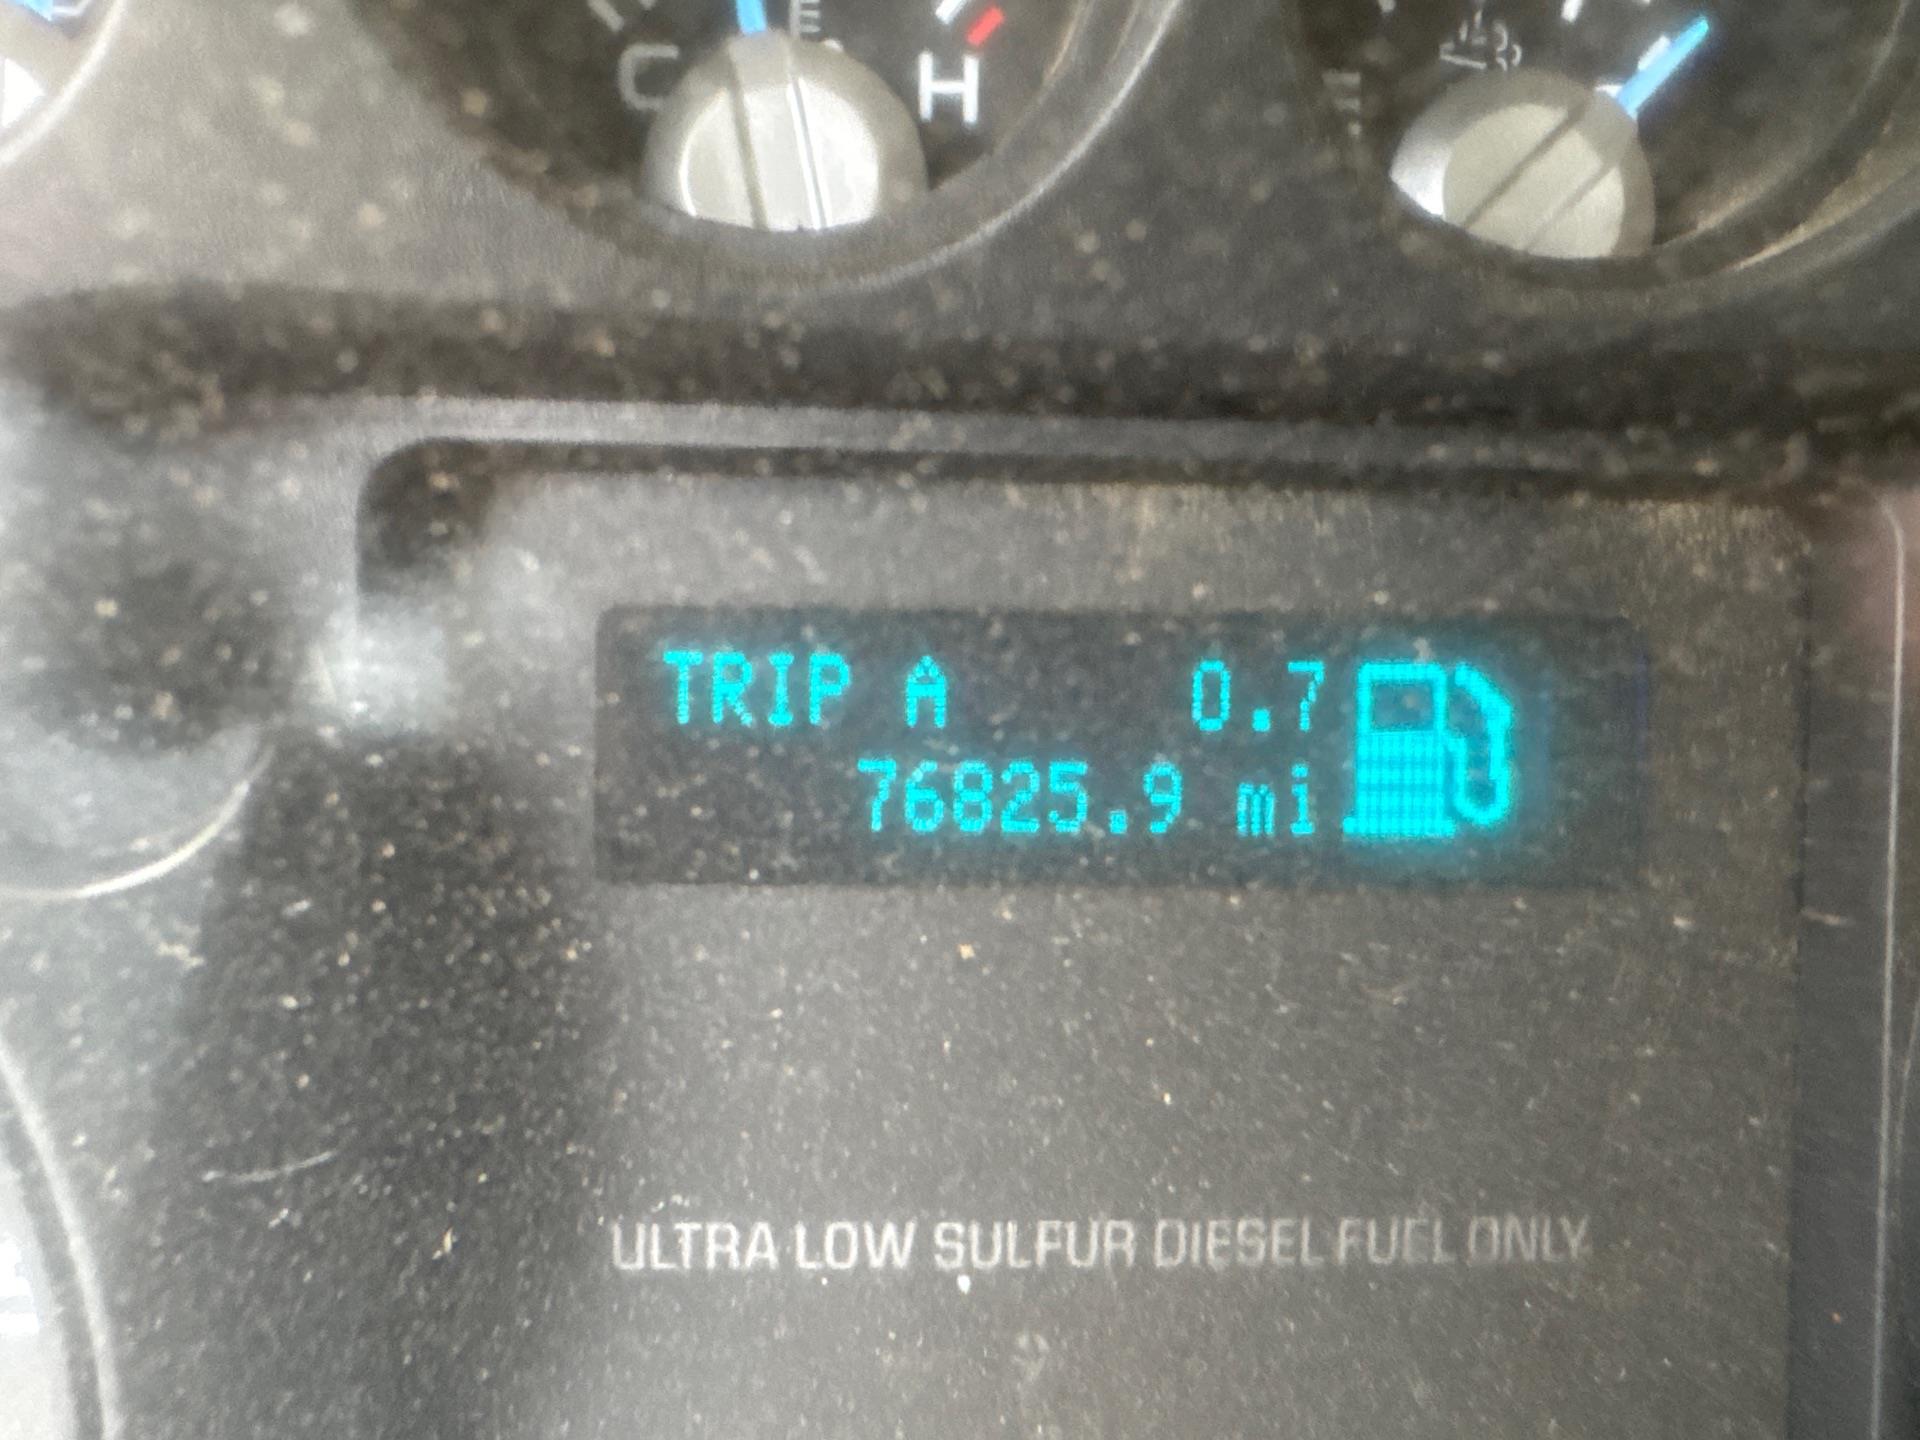 C H
TRIP A 0.7
76825.9 mi
ULTRA LOW SULFUR DIESEL FUEL ONLY